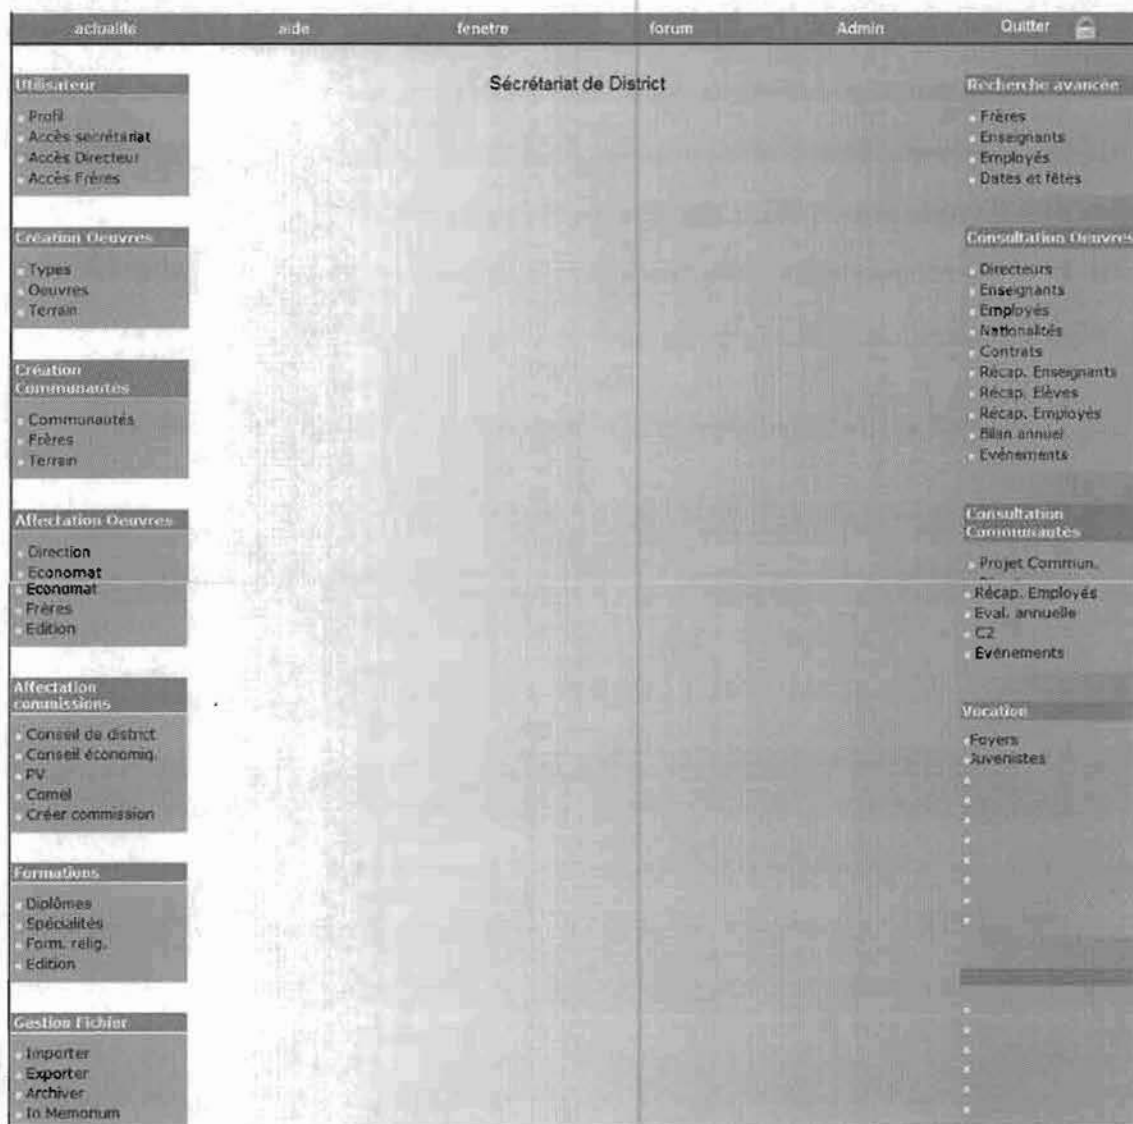 actualite aide fenetre forum Admin Quitter
Sécrétariat de District
Utilisateur
Profil
Accès secrétariat
Accès Directeur
Accès Frères
Création Oeuvres
Types
Oeuvres
Terrain
Création
Communautés
Communautés
Frères
Terrain
Affectation Oeuvres
Direction
Economat
Economat
Frères
Edition
Affectation
commissions
Conseil de district
Conseil économiq.
PV
Comel
Créer commission
Formations
Diplômes
Spécialités
Form. relig.
Edition
Gestion Fichier
Importer
Exporter
Archiver
In Memorium
Recherche avancée
Frères
Enseignants
Employés
Dates et fêtes
Consultation Oeuvres
Directeurs
Enseignants
Employés
Nationalités
Contrats
Récap. Enseignants
Récap. Elèves
Récap. Employés
Bilan annuel
Evénements
Consultation
Communautés
Projet Commun.
Récap. Employés
Eval. annuelle
C2
Evénements
Vocation
Foyers
Juvenistes